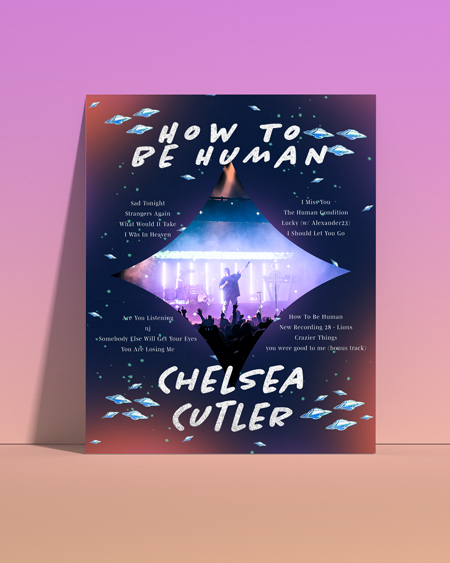 HOW TO
BE HUMAN
Sad Tonight
Strangers Again
What Would It Take
I Was In Heaven
I Miss You
The Human Condition
Lucky (w/ Alexander23)
I Should Let You Go
Are You Listening
nj
Somebody Else Will Get Your Eyes
You Are Losing Me
How To Be Human
New Recording 28 - Lions
Crazier Things
you were good to me (bonus track)
CHELSEA
CUTLER